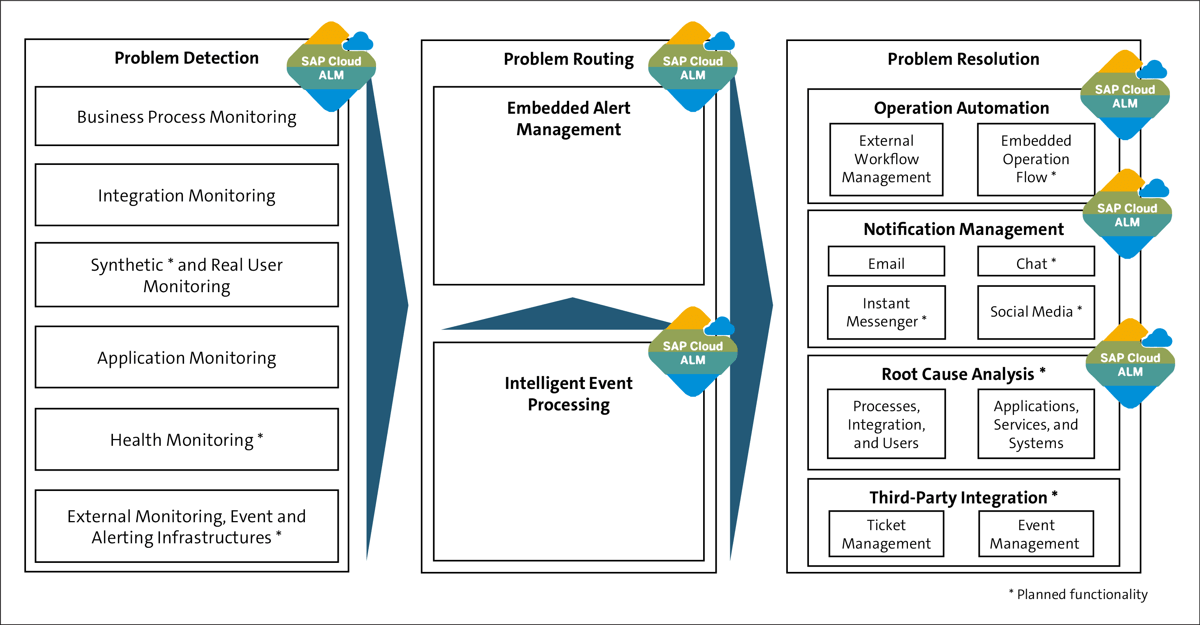 Problem Detection
SAP Cloud
ALM
Business Process Monitoring
Integration Monitoring
Synthetic * and Real User
Monitoring
Application Monitoring
Health Monitoring *
External Monitoring, Event and
Alerting Infrastructures *
Problem Routing
SAP Cloud
ALM
Embedded Alert
Management
SAP Cloud
ALM
Intelligent Event
Processing
Problem Resolution
SAP Cloud
ALM
Operation Automation
External
Workflow
Management
Embedded
Operation
Flow *
SAP Cloud
ALM
Notification Management
Email
Chat *
Instant
Messenger *
Social Media *
SAP Cloud
ALM
Root Cause Analysis *
Processes,
Integration,
and Users
Applications,
Services, and
Systems
Third-Party Integration *
Ticket
Management
Event
Management
* Planned functionality